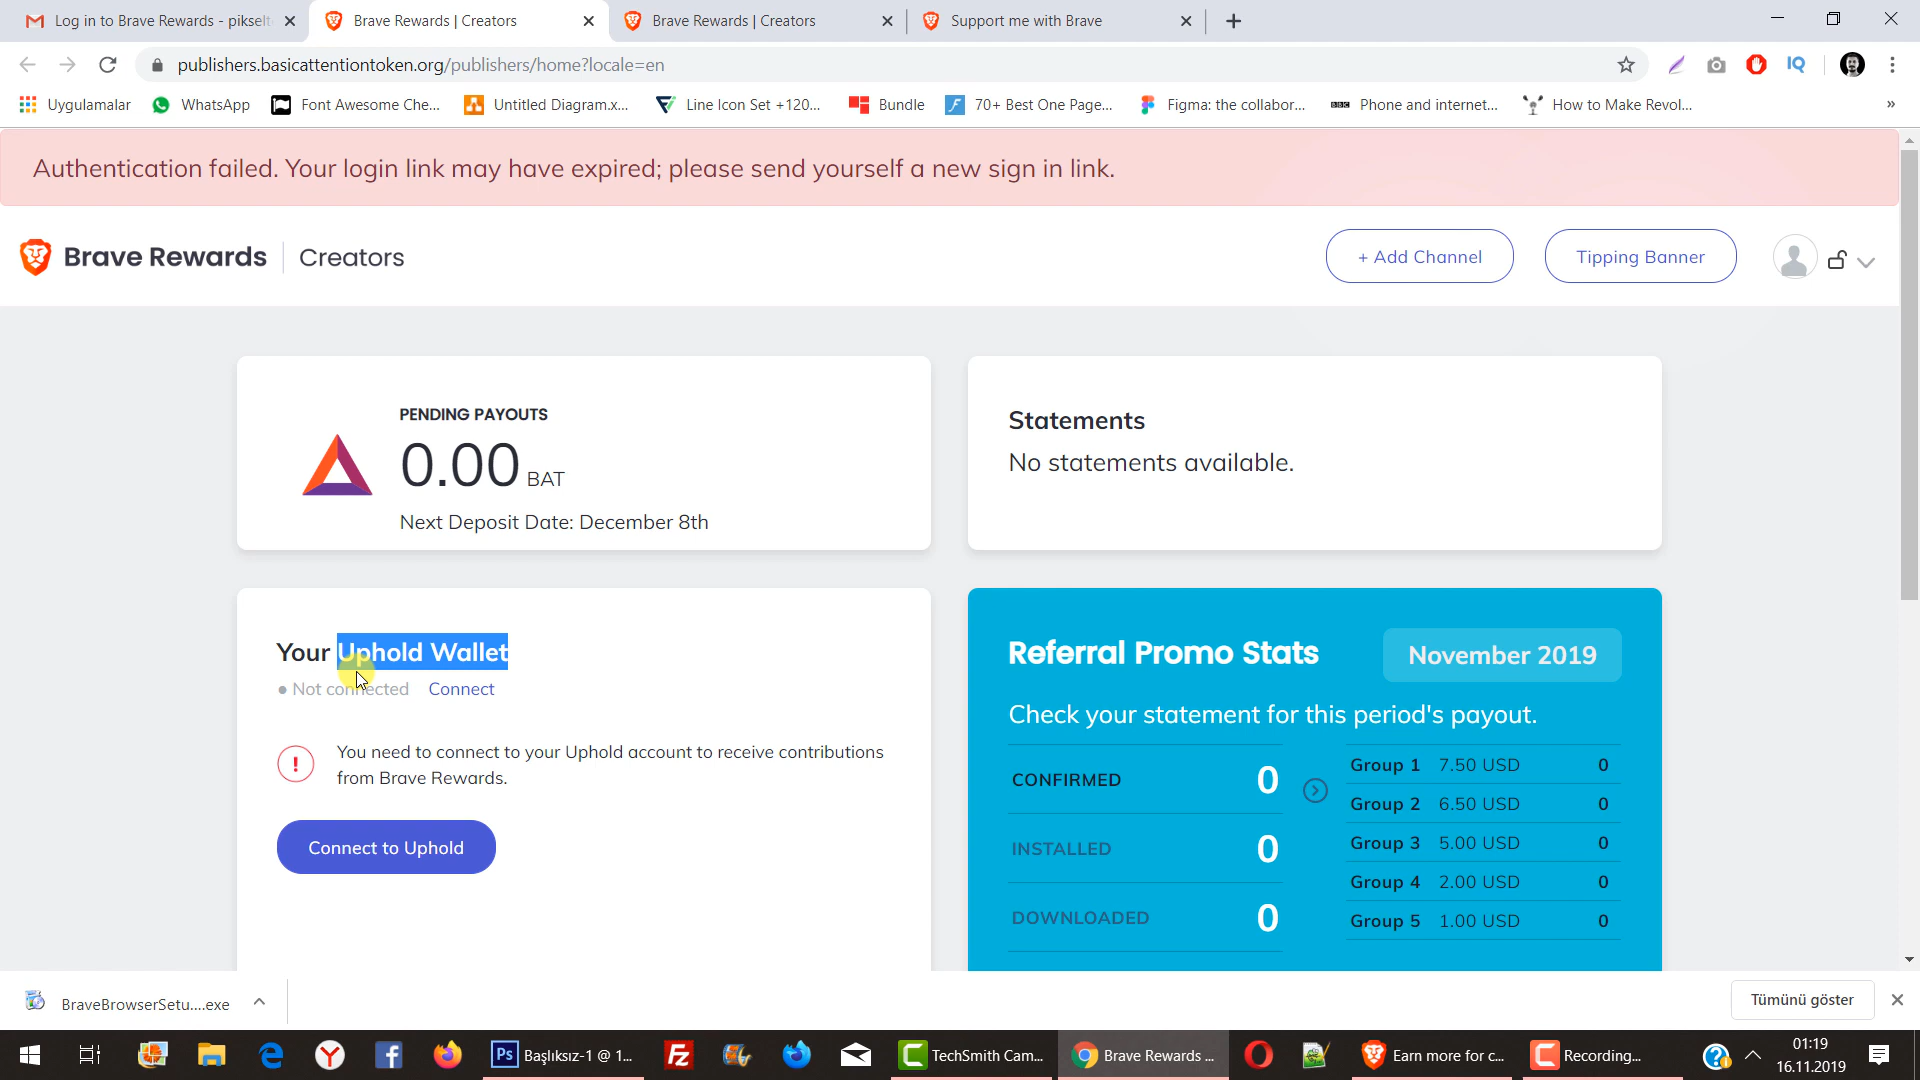 Log in to Brave Rewards - pikselt
Brave Rewards | Creators
Brave Rewards | Creators
Support me with Brave
publishers.basicattentiontoken.org/publishers/home?locale=en
IQ
Uygulamalar
WhatsApp
Font Awesome Che...
Untitled Diagram.x...
Line Icon Set +120...
Bundle
70+ Best One Page...
Figma: the collabor...
BBC
Phone and internet...
How to Make Revol...
»
Authentication failed. Your login link may have expired; please send yourself a new sign in link.
Brave Rewards | Creators
+ Add Channel
Tipping Banner
PENDING PAYOUTS
0.00 BAT
Next Deposit Date: December 8th
Statements
No statements available.
Your Uphold Wallet
Not connected Connect
! You need to connect to your Uphold account to receive contributions
from Brave Rewards.
Connect to Uphold
Referral Promo Stats
November 2019
Check your statement for this period's payout.
CONFIRMED 0
INSTALLED 0
DOWNLOADED 0
Group 1 7.50 USD 0
Group 2 6.50 USD 0
Group 3 5.00 USD 0
Group 4 2.00 USD 0
Group 5 1.00 USD 0
BraveBrowserSetu....exe
Tümünü göster
Ps Başlıksız-1 @ 1...
Fz
TechSmith Cam...
Brave Rewards ...
Earn more for c...
Recording...
01:19
16.11.2019